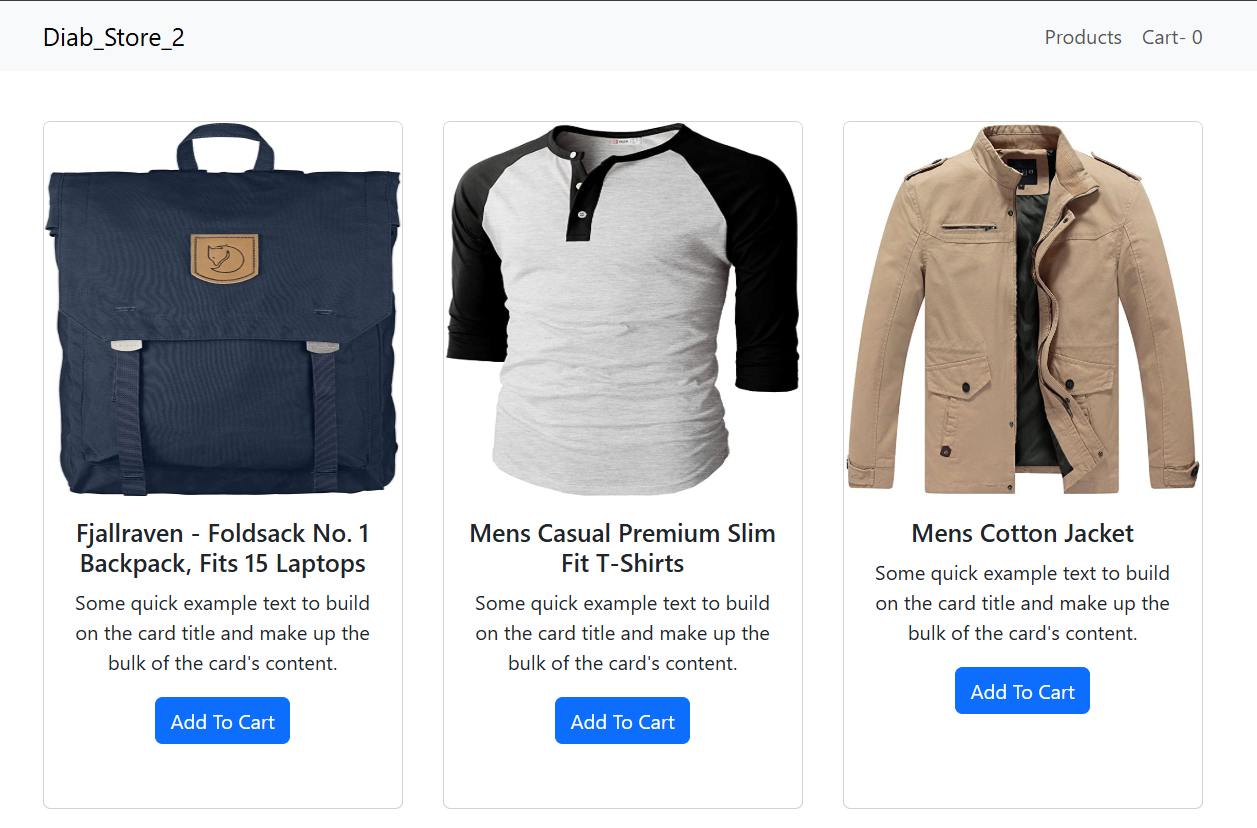 Diab_Store_2
Products
Cart- 0
Fjallraven - Foldsack No. 1
Backpack, Fits 15 Laptops
Some quick example text to build
on the card title and make up the
bulk of the card's content.
Add To Cart
Mens Casual Premium Slim
Fit T-Shirts
Some quick example text to build
on the card title and make up the
bulk of the card's content.
Add To Cart
Mens Cotton Jacket
Some quick example text to build
on the card title and make up the
bulk of the card's content.
Add To Cart